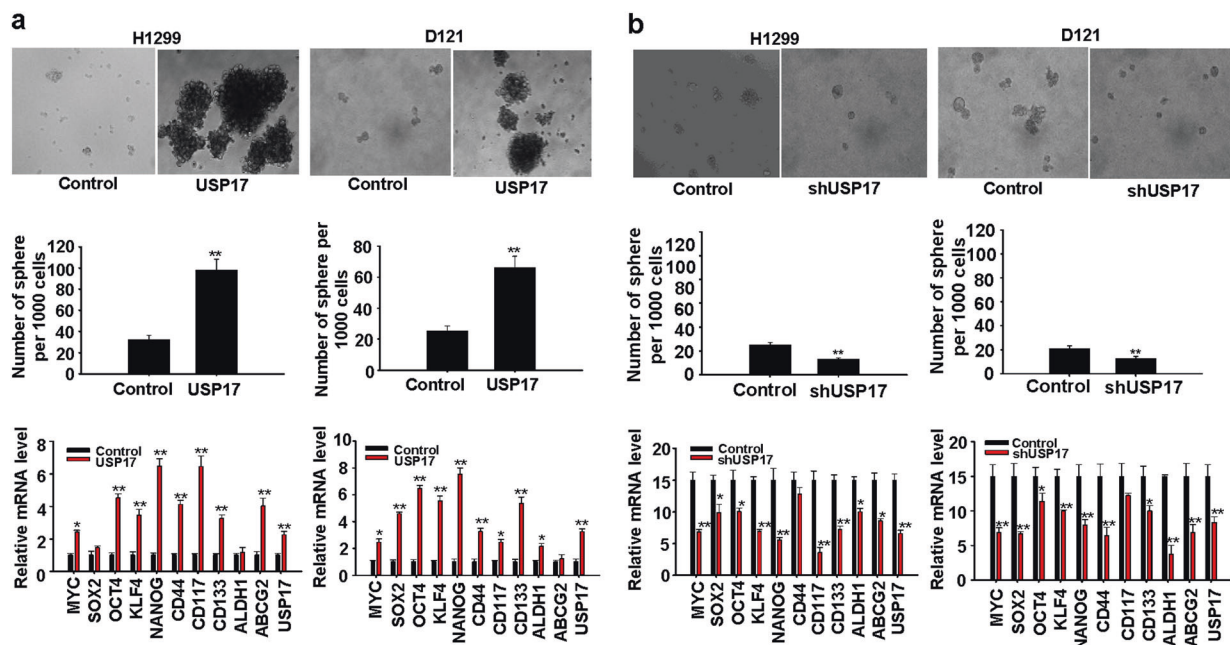 a
H1299
D121
Control
USP17
Control
USP17
Number of sphere
per 1000 cells
120
100
80
60
40
20
0
**
Control
USP17
Number of sphere per
1000 cells
80
60
40
20
0
**
Control
USP17
Relative mRNA level
8
6
4
2
0
Control
USP17
*
**
**
**
**
**
**
**
**
MYC
SOX2
OCT4
KLF4
NANOG
CD44
CD117
CD133
ALDH1
ABCG2
USP17
Relative mRNA level
10
8
6
4
2
0
Control
USP17
*
**
**
**
**
**
*
**
*
**
MYC
SOX2
OCT4
KLF4
NANOG
CD44
CD117
CD133
ALDH1
ABCG2
USP17
b
H1299
D121
Control
shUSP17
Control
shUSP17
Number of sphere
per 1000 cells
120
100
80
60
40
20
0
**
Control
shUSP17
Number of sphere
per 1000 cells
120
100
80
60
40
20
0
**
Control
shUSP17
Relative mRNA level
20
15
10
5
0
Control
shUSP17
**
*
*
**
**
**
**
*
*
**
MYC
SOX2
OCT4
KLF4
NANOG
CD44
CD117
CD133
ALDH1
ABCG2
USP17
Relative mRNA level
20
15
10
5
0
Control
shUSP17
**
**
*
**
**
**
*
**
**
**
MYC
SOX2
OCT4
KLF4
NANOG
CD44
CD117
CD133
ALDH1
ABCG2
USP17